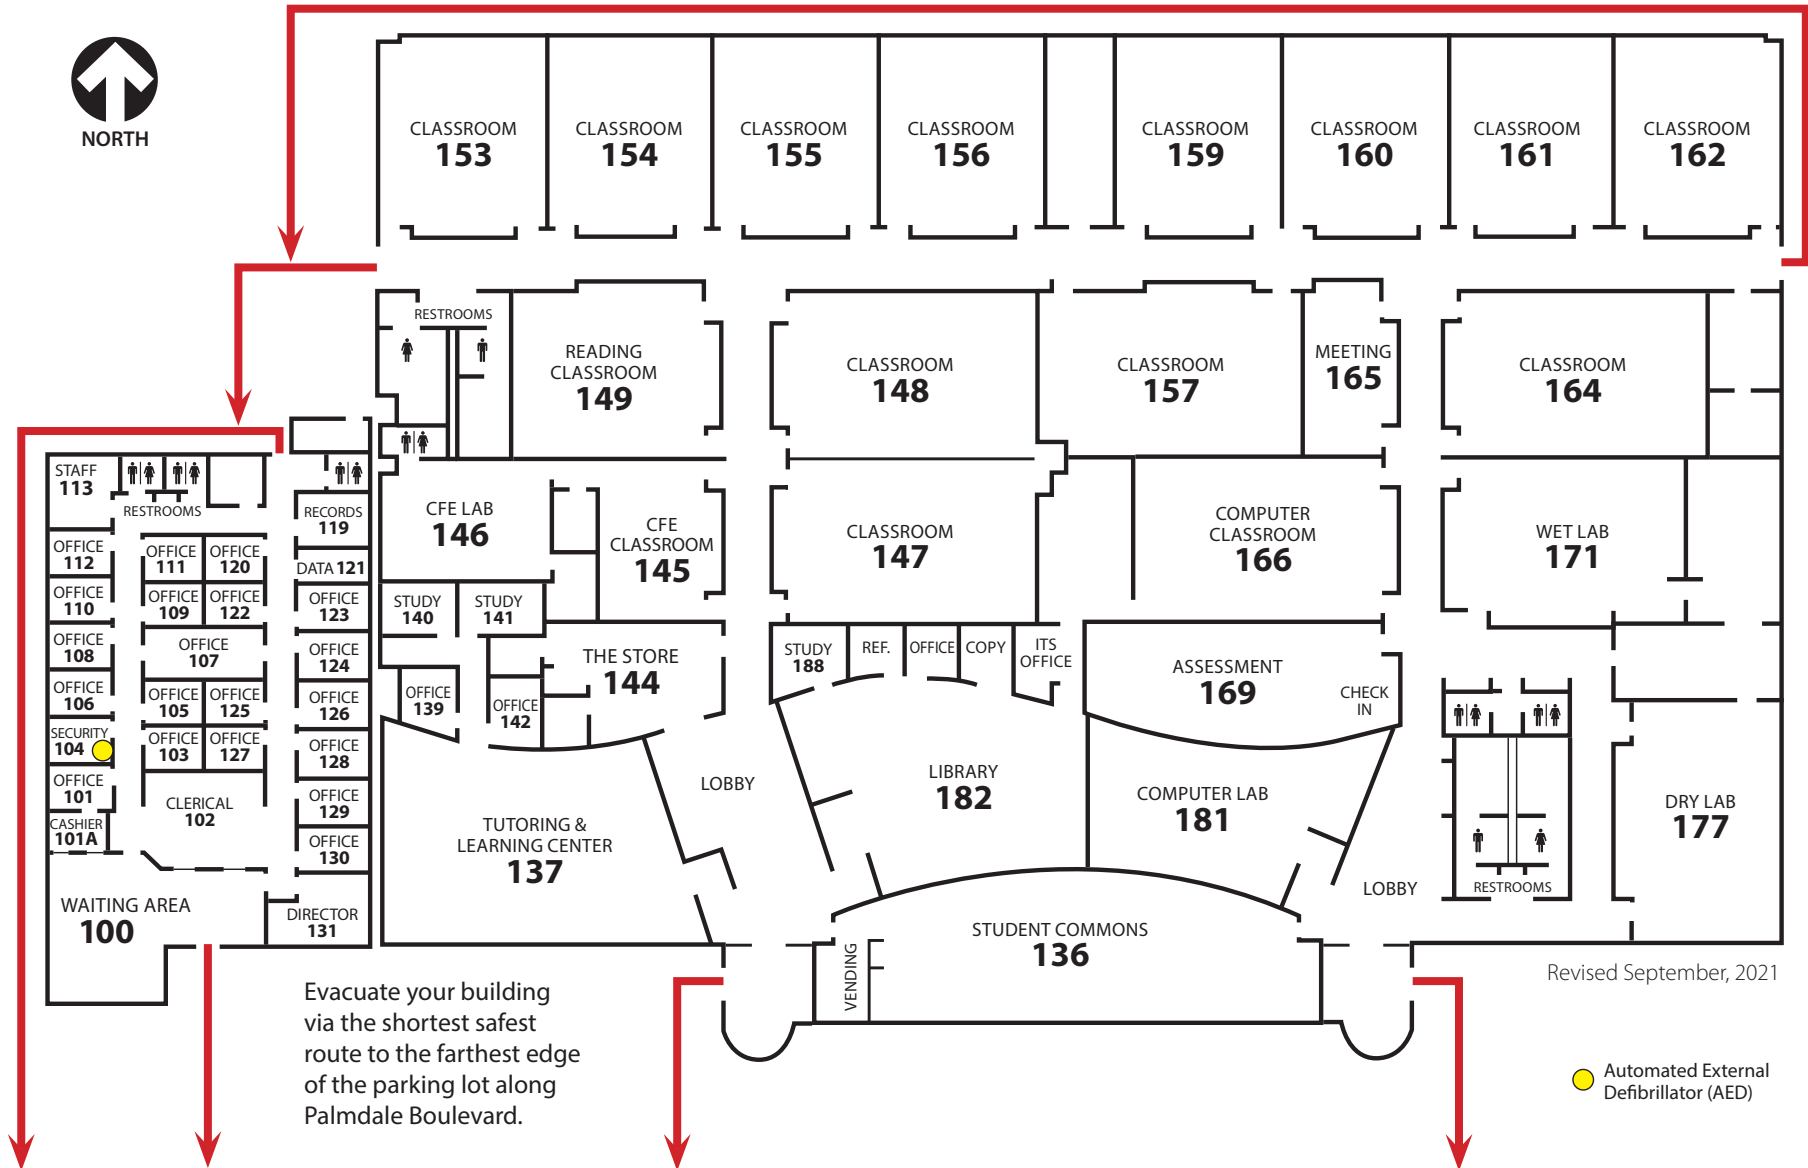 NORTH
CLASSROOM
153
CLASSROOM
154
CLASSROOM
155
CLASSROOM
156
CLASSROOM
159
CLASSROOM
160
CLASSROOM
161
CLASSROOM
162
RESTROOMS
READING
CLASSROOM
149
CLASSROOM
148
CLASSROOM
157
MEETING
165
CLASSROOM
164
STAFF
113
RESTROOMS
RECORDS
119
OFFICE
112
OFFICE
111
OFFICE
120
DATA 121
OFFICE
110
OFFICE
109
OFFICE
122
OFFICE
123
OFFICE
108
OFFICE
107
OFFICE
124
OFFICE
106
OFFICE
105
OFFICE
125
OFFICE
126
SECURITY
104
OFFICE
103
OFFICE
127
OFFICE
128
OFFICE
101
CLERICAL
102
OFFICE
129
CASHIER
101A
OFFICE
130
WAITING AREA
100
DIRECTOR
131
CFE LAB
146
CFE
CLASSROOM
145
CLASSROOM
147
COMPUTER
CLASSROOM
166
WET LAB
171
STUDY
140
STUDY
141
THE STORE
144
OFFICE
139
OFFICE
142
STUDY
188
REF.
OFFICE
COPY
ITS
OFFICE
ASSESSMENT
169
CHECK
IN
LOBBY
LIBRARY
182
COMPUTER LAB
181
DRY LAB
177
TUTORING &
LEARNING CENTER
137
LOBBY
RESTROOMS
STUDENT COMMONS
136
VENDING
Revised September, 2021
Evacuate your building
via the shortest safest
route to the farthest edge
of the parking lot along
Palmdale Boulevard.
Automated External
Defibrillator (AED)